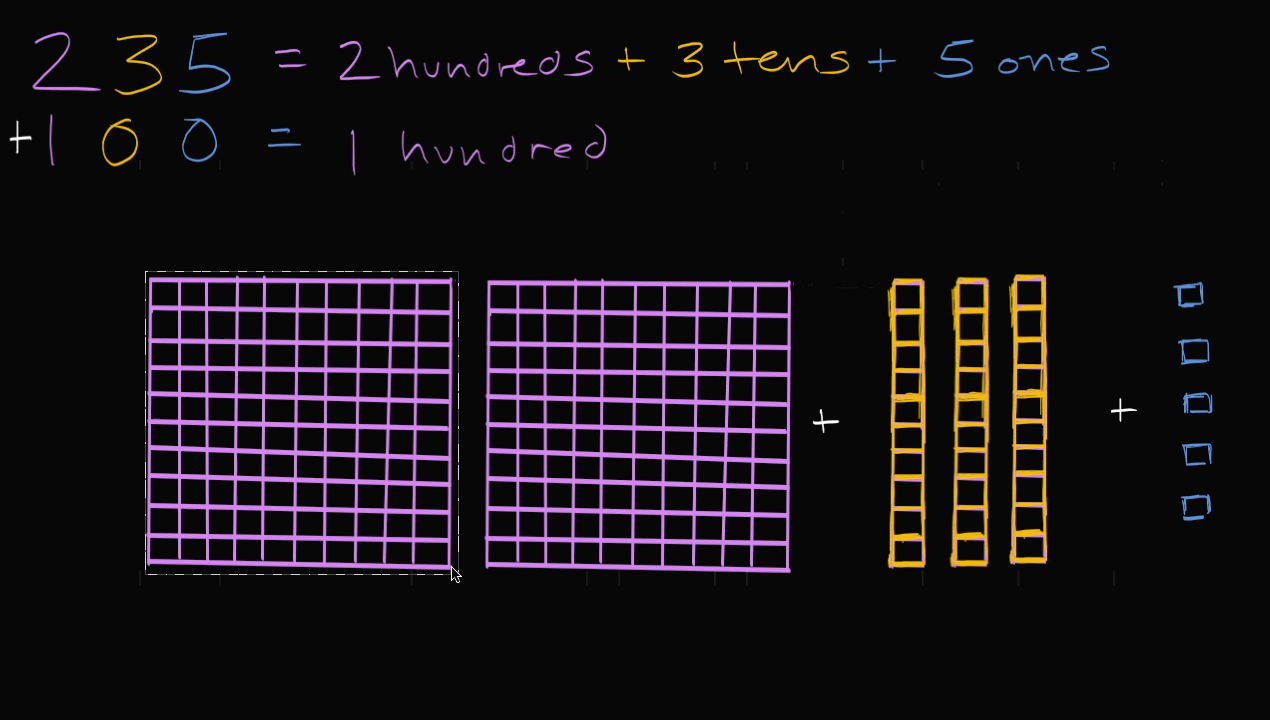 235 = 2 hundreds + 3 tens + 5 ones
+100 = 1 hundred
+ +